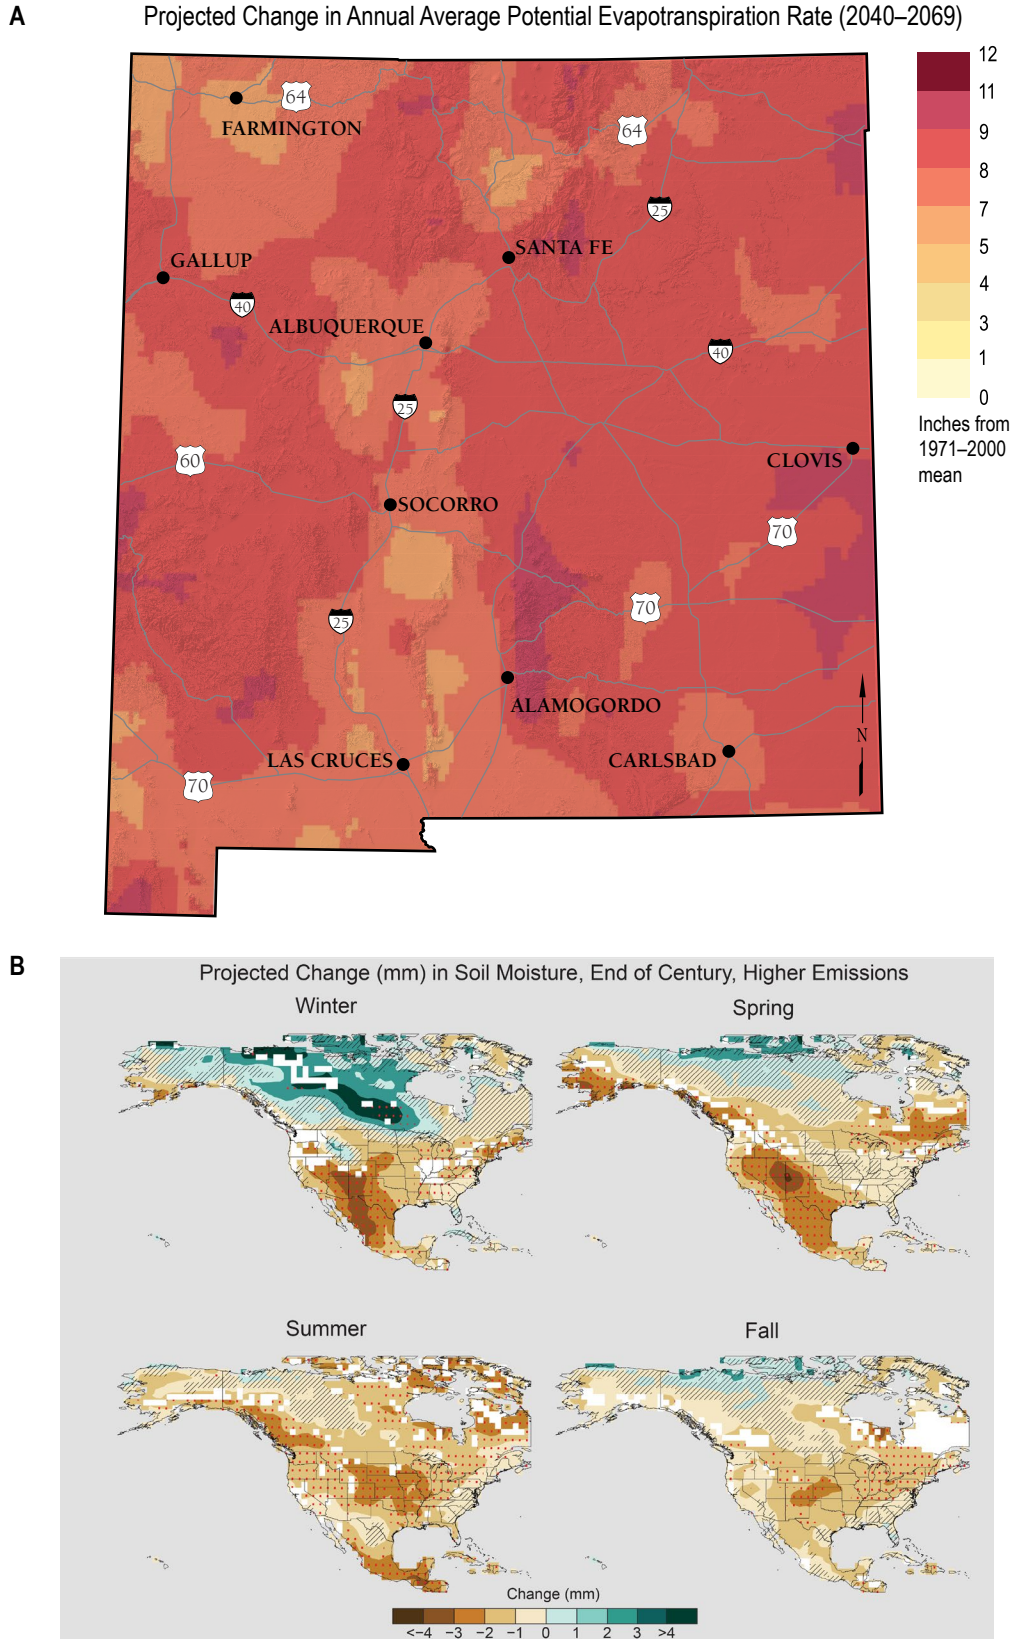 A
Projected Change in Annual Average Potential Evapotranspiration Rate (2040–2069)
12
11
9
8
7
5
4
3
1
0
Inches from
1971–2000
mean
64
FARMINGTON
64
25
SANTA FE
GALLUP
40
ALBUQUERQUE
40
25
60
CLOVIS
SOCORRO
70
70
25
ALAMOGORDO
N
LAS CRUCES
CARLSBAD
70
B
Projected Change (mm) in Soil Moisture, End of Century, Higher Emissions
Winter
Spring
Summer
Fall
Change (mm)
<−4 −3 −2 −1 0 1 2 3 >4